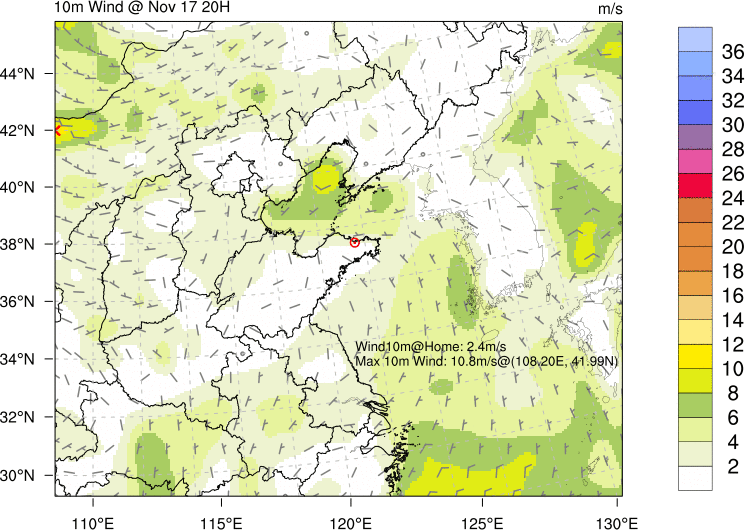 10m Wind @ Nov 17 20H
m/s
44°N
42°N
40°N
38°N
36°N
34°N
32°N
30°N
110°E
115°E
120°E
125°E
130°E
Wind10m@Home: 2.4m/s
Max 10m Wind: 10.8m/s@(108.20E, 41.99N)
36
34
32
30
28
26
24
22
20
18
16
14
12
10
8
6
4
2